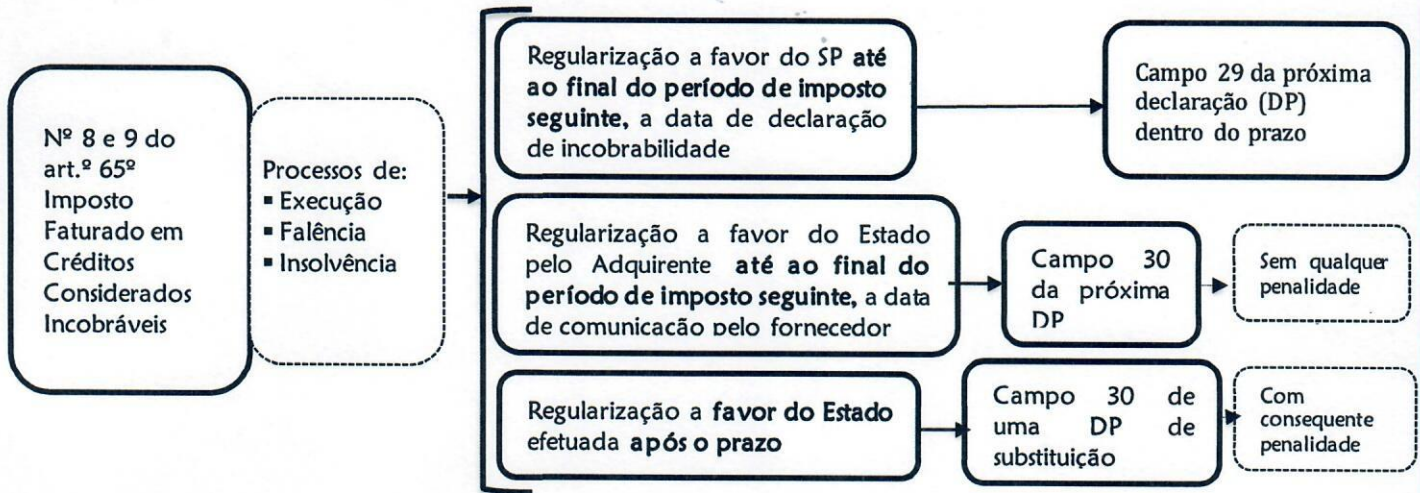 Nº 8 e 9 do
art.º 65º
Imposto
Faturado em
Créditos
Considerados
Incobráveis
Processos de:
▪ Execução
▪ Falência
▪ Insolvência
Regularização a favor do SP até
ao final do período de imposto
seguinte, a data de declaração
de incobrabilidade
Campo 29 da próxima
declaração (DP)
dentro do prazo
Regularização a favor do Estado
pelo Adquirente até ao final do
período de imposto seguinte, a data
de comunicação pelo fornecedor
Campo 30
da próxima
DP
Sem qualquer
penalidade
Regularização a favor do Estado
efetuada após o prazo
Campo 30 de
uma DP de
substituição
Com
consequente
penalidade